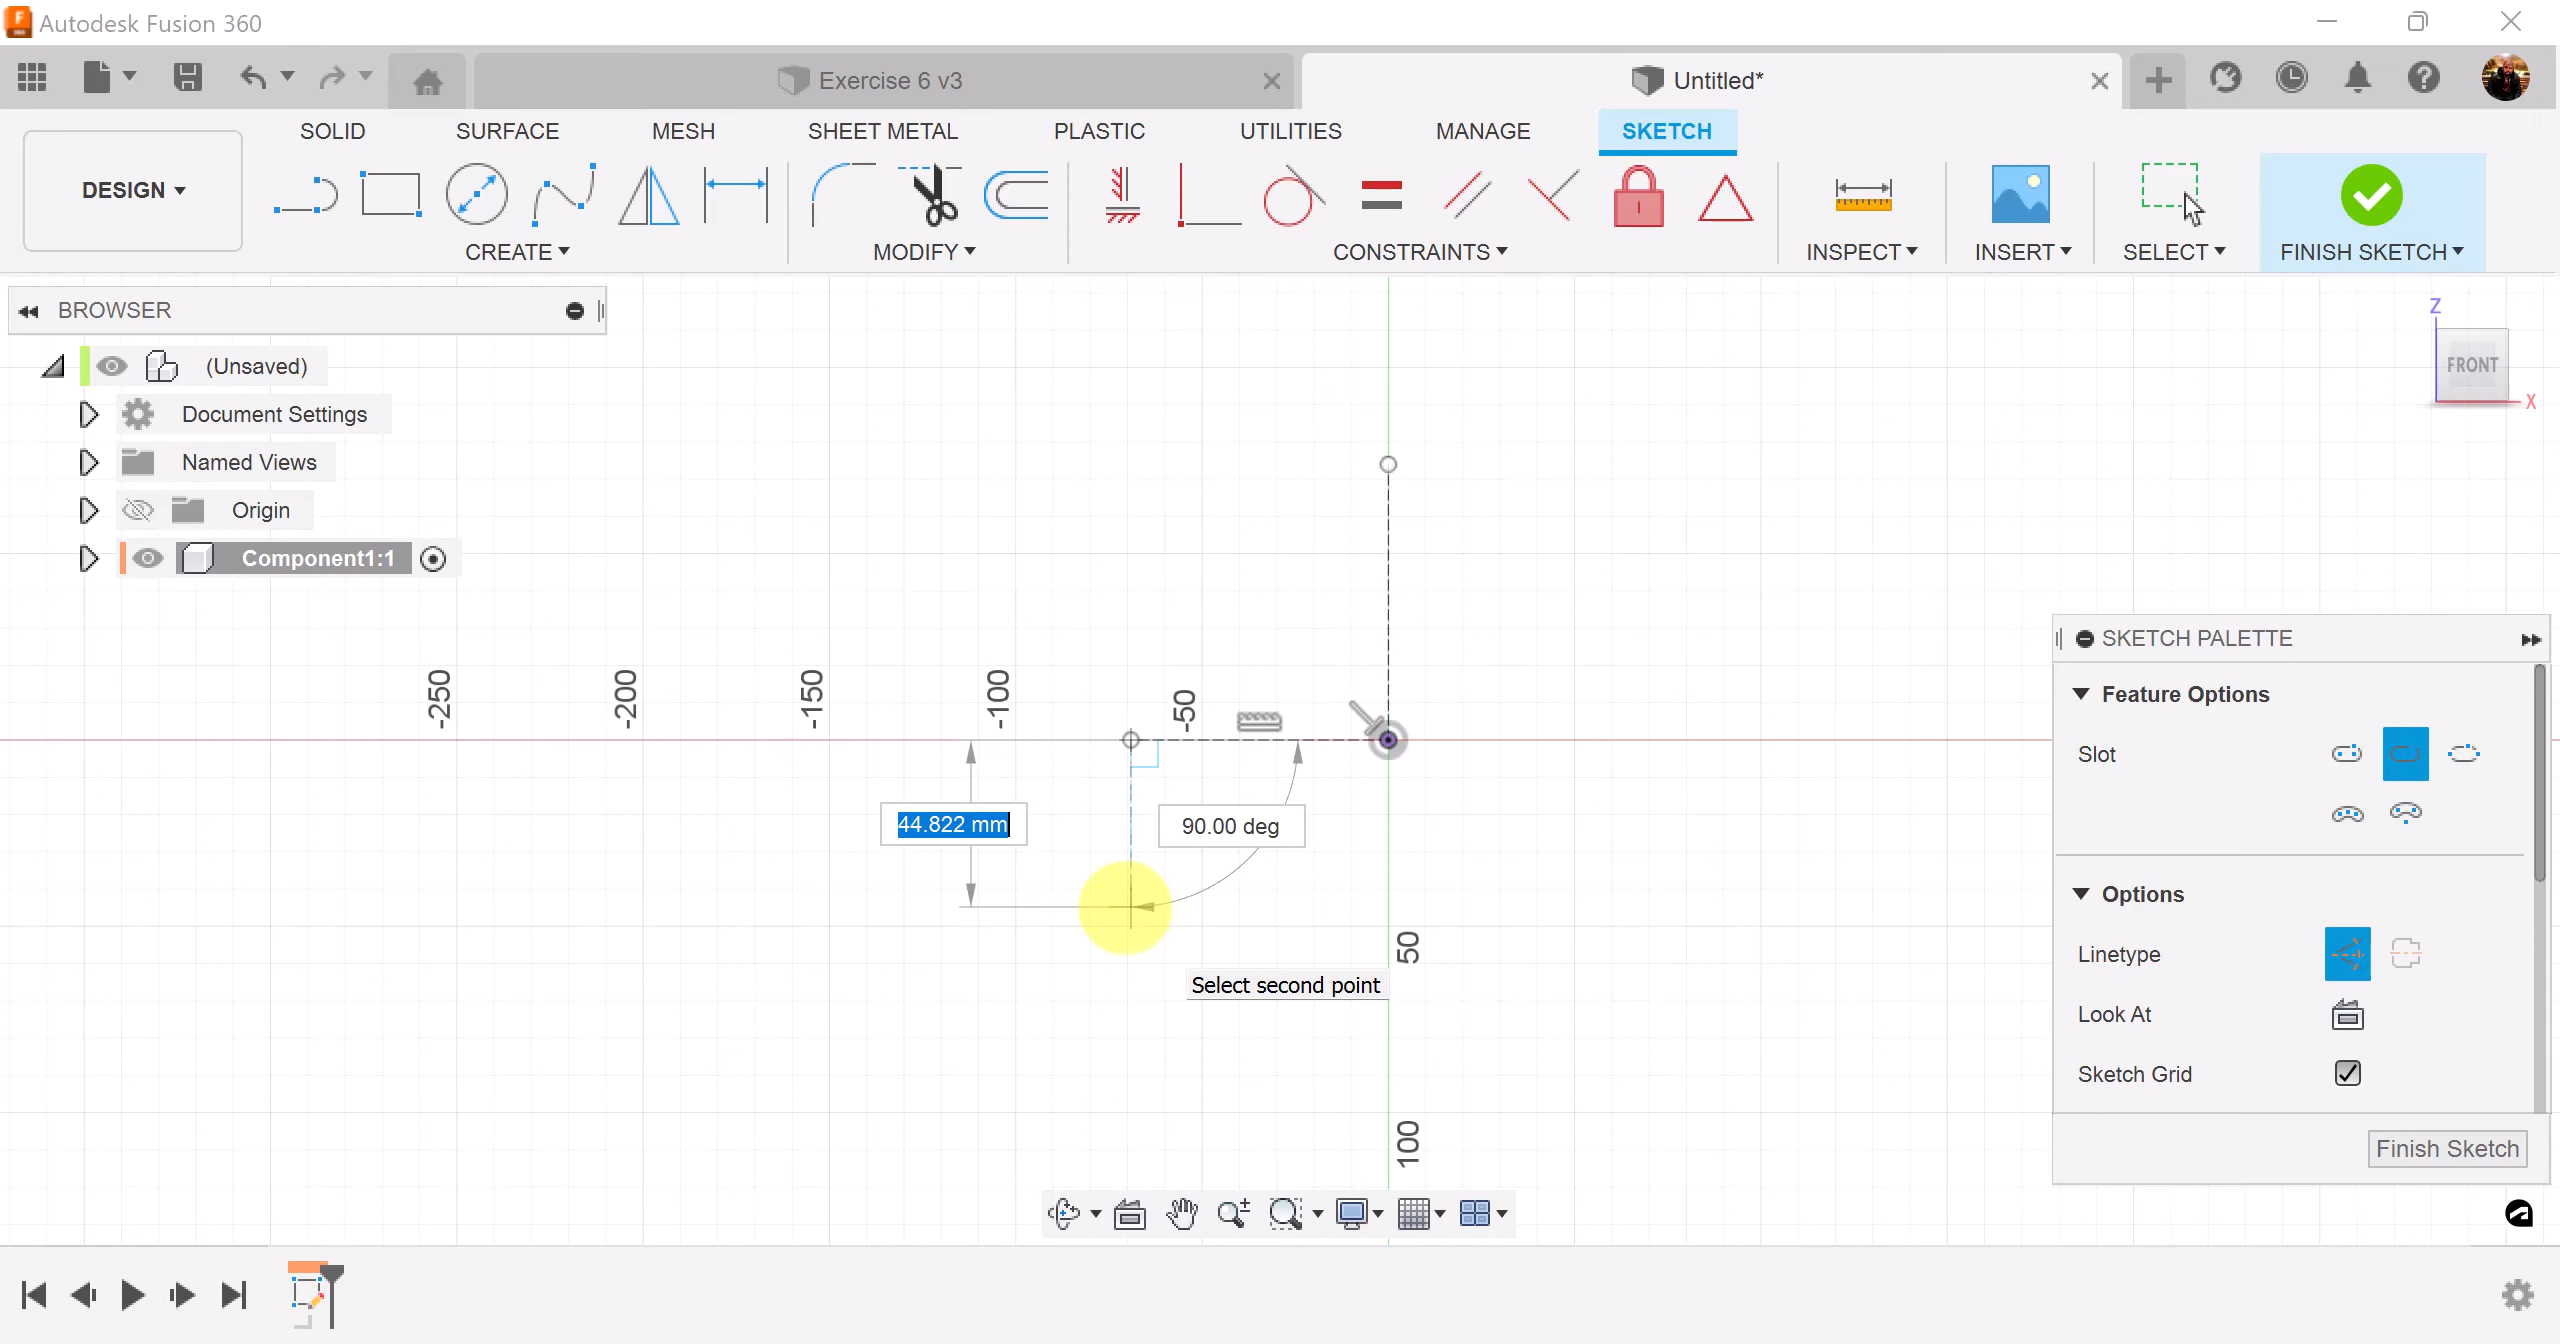 Autodesk Fusion 360
Exercise 6 v3
Untitled*
SOLID SURFACE MESH SHEET METAL PLASTIC UTILITIES MANAGE SKETCH
DESIGN
CREATE MODIFY CONSTRAINTS INSPECT INSERT SELECT FINISH SKETCH
BROWSER
(Unsaved)
Document Settings
Named Views
Origin
Component1:1
Z
FRONT
X
-250
-200
-150
-100
-50
44.822 mm
90.00 deg
Select second point
50
100
SKETCH PALETTE
Feature Options
Slot
Options
Linetype
Look At
Sketch Grid
Finish Sketch